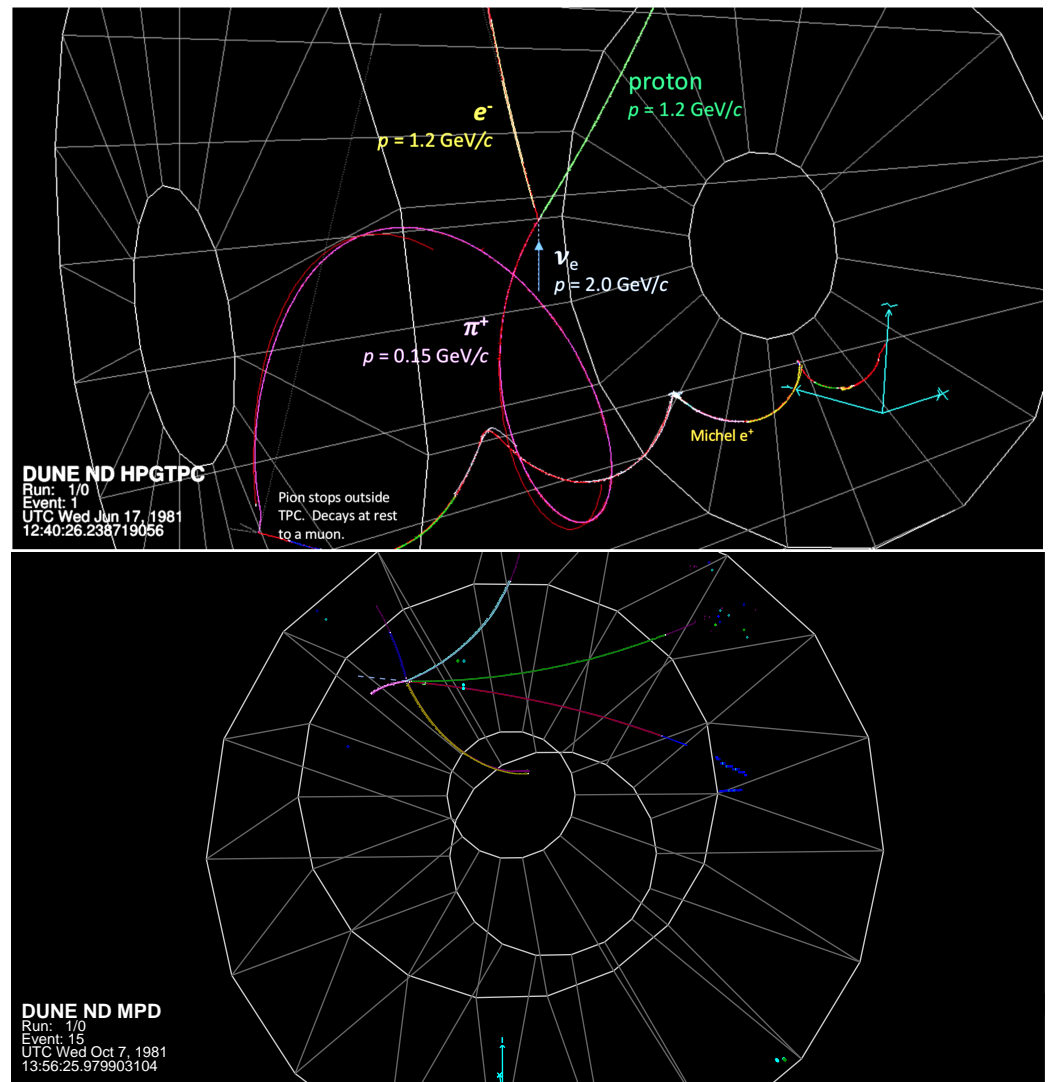 e-
p = 1.2 GeV/c
proton
p = 1.2 GeV/c
νe
p = 2.0 GeV/c
π+
p = 0.15 GeV/c
Michel e+
Pion stops outside
TPC. Decays at rest
to a muon.
DUNE ND HPGTPC
Run: 1/0
Event: 1
UTC Wed Jun 17, 1981
12:40:26.238719056
DUNE ND MPD
Run: 1/0
Event: 15
UTC Wed Oct 7, 1981
13:56:25.979903104